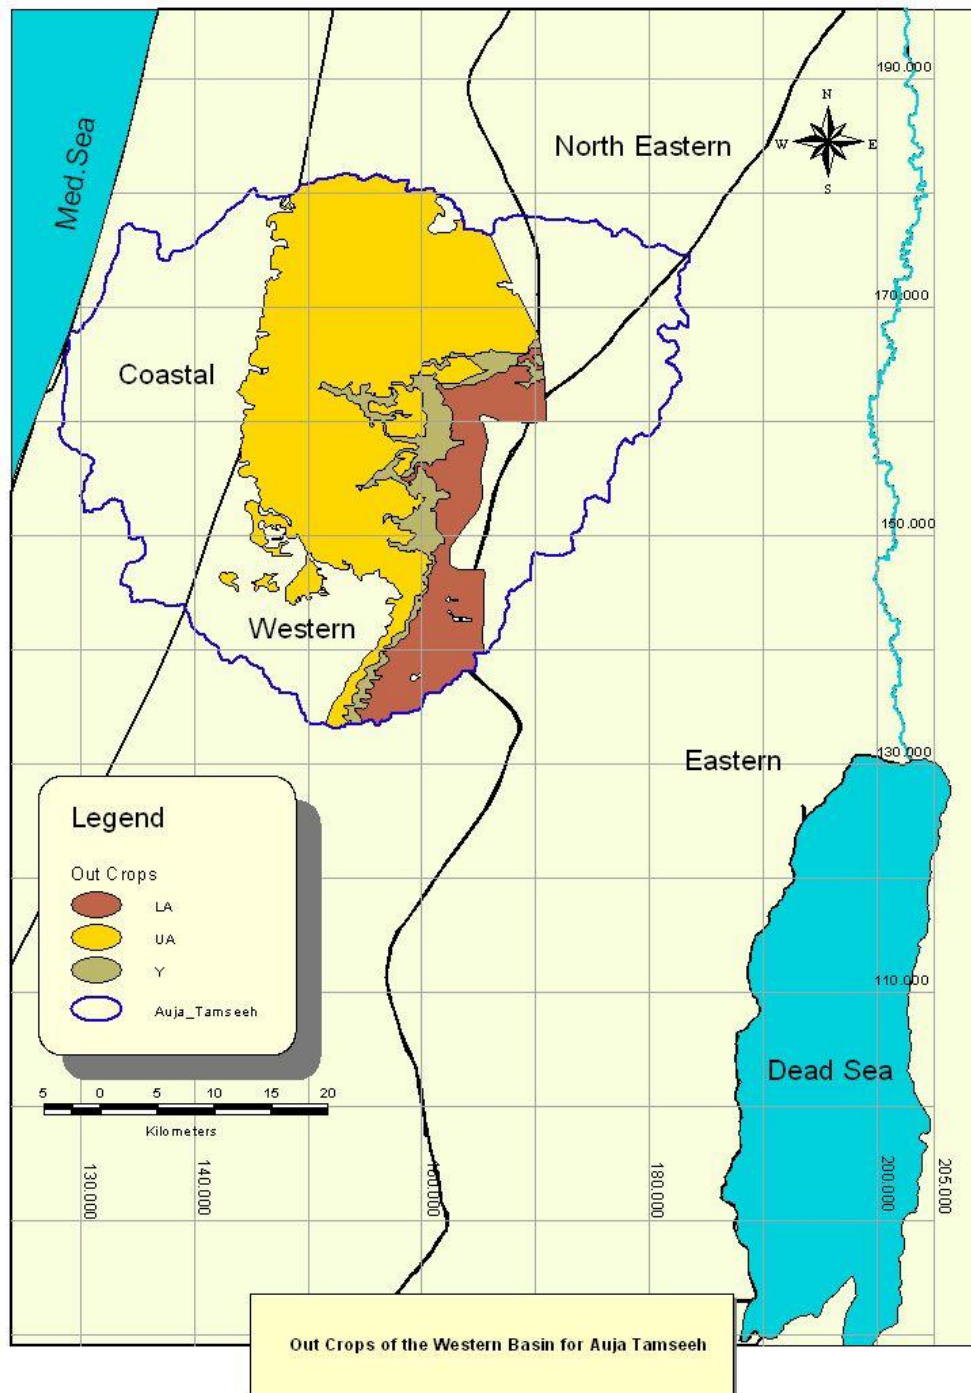 190.000
N
W
E
S
Med.Sea
North Eastern
170.000
Coastal
150.000
Western
Eastern
130.000
Legend
Out Crops
LA
UA
Y
Auja_Tamseeh
110.000
Dead Sea
5 0 5 10 15 20
Kilometers
130.000
140.000
160.000
180.000
200.000
205.000
Out Crops of the Western Basin for Auja Tamseeh